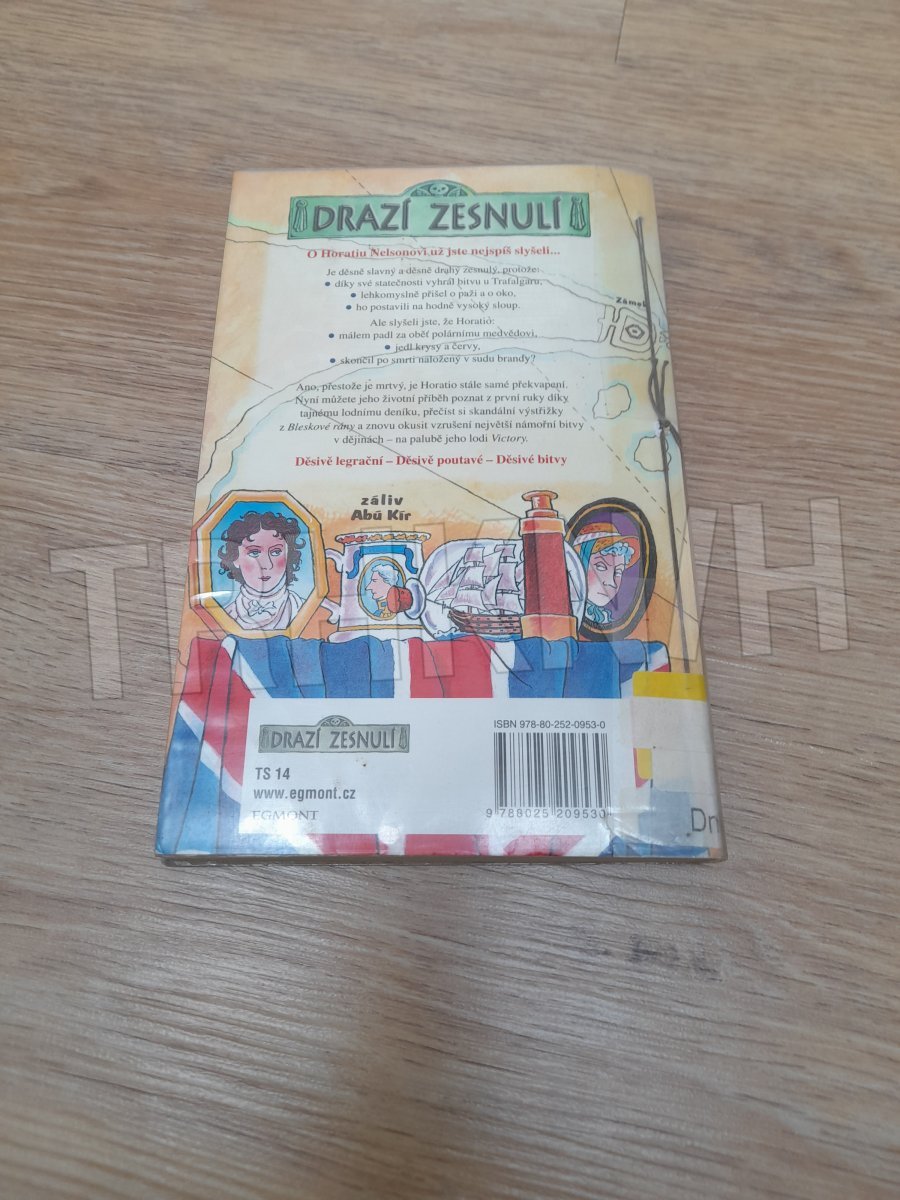 DRAZÍ ZESNULÍ
O Horatiu Nelsonovi už jste nejspíš slyšeli...
Je děsně slavný a děsně drahý zesnulý, protože:
• díky své statečnosti vyhrál bitvu u Trafalgaru,
• lehkomyslně přišel o paži a o oko,
• ho postavili na hodně vysoký sloup.
Ale slyšeli jste, že Horatio:
• málem padl za oběť polárnímu medvědovi,
• jedl krysy a červy,
• skončil po smrti naložený v sudu brandy?
Ano, přestože je mrtvý, je Horatio stále samé překvapení.
Nyní můžete jeho životní příběh poznat z první ruky díky
tajnému lodnímu deníku, přečíst si skandální výstřižky
z Bleskové rány a znovu okusit vzrušení největší námořní bitvy
v dějinách – na palubě jeho lodi Victory.
Děsivě legrační – Děsivě poutavé – Děsivé bitvy
záliv
Abú Kír
DRAZÍ ZESNULÍ
TS 14
www.egmont.cz
EGMONT
ISBN 978-80-252-0953-0
9 788025 209530